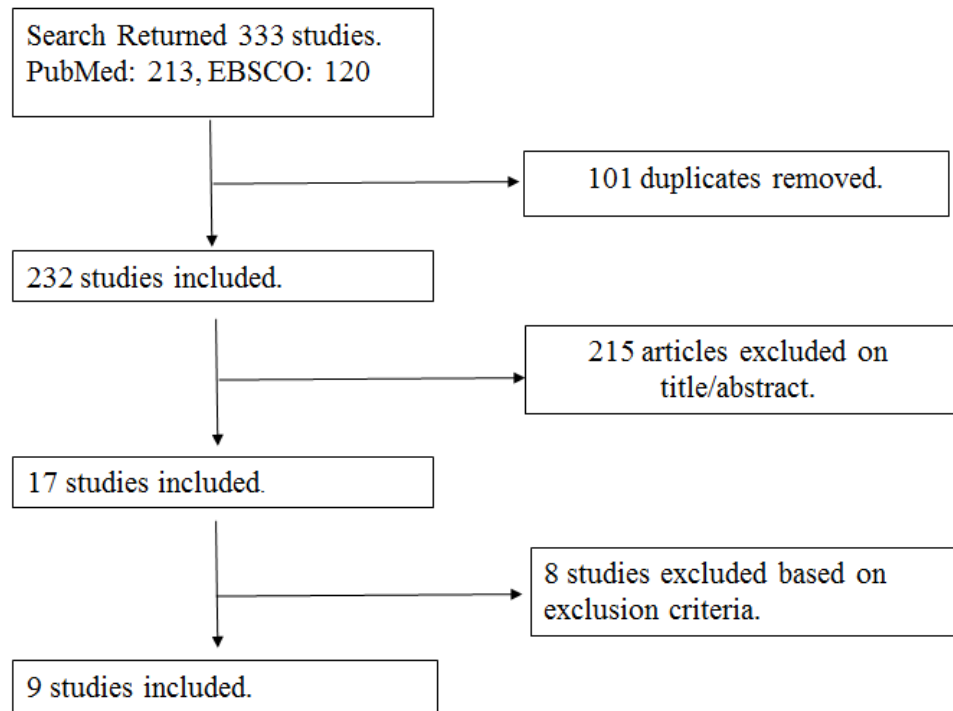 Search Returned 333 studies.
PubMed: 213, EBSCO: 120
101 duplicates removed.
232 studies included.
215 articles excluded on
title/abstract.
17 studies included.
8 studies excluded based on
exclusion criteria.
9 studies included.